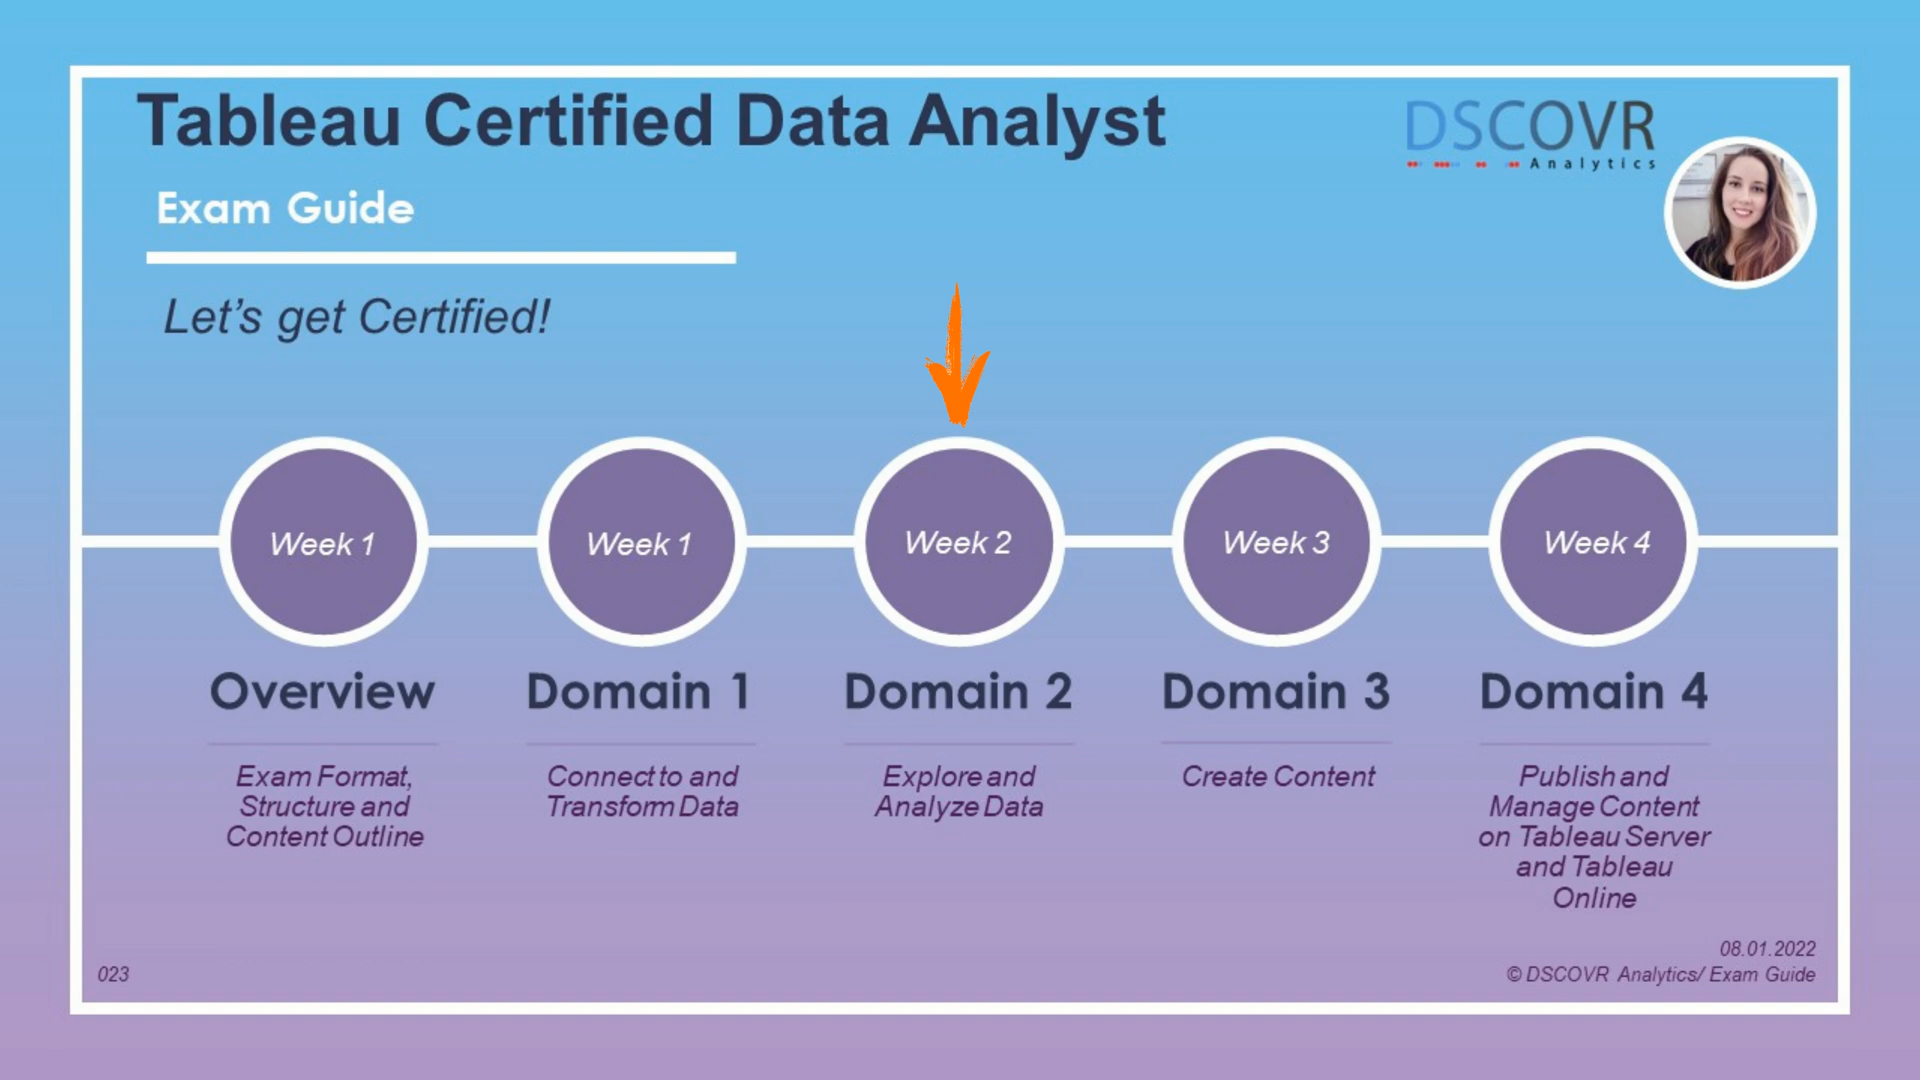 Tableau Certified Data Analyst
DSCOVR
Analytics
Exam Guide
Let's get Certified!
Week 1
Week 1
Week 2
Week 3
Week 4
Overview
Domain 1
Domain 2
Domain 3
Domain 4
Exam Format,
Structure and
Content Outline
Connect to and
Transform Data
Explore and
Analyze Data
Create Content
Publish and
Manage Content
on Tableau Server
and Tableau
Online
08.01.2022
023
© DSCOVR Analytics/ Exam Guide